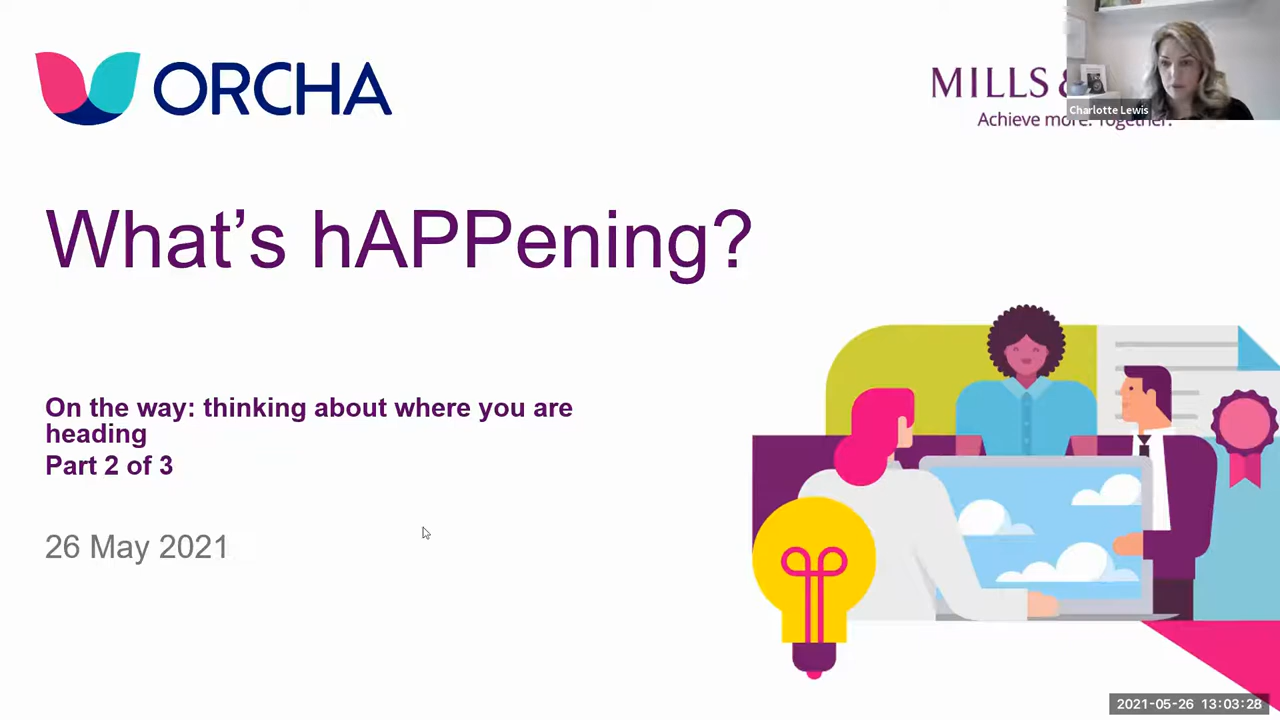 ORCHA
MILLS &
Achieve more. Together.
Charlotte Lewis
What's hAPPening?
On the way: thinking about where you are
heading
Part 2 of 3
26 May 2021
2021-05-26 13:03:28